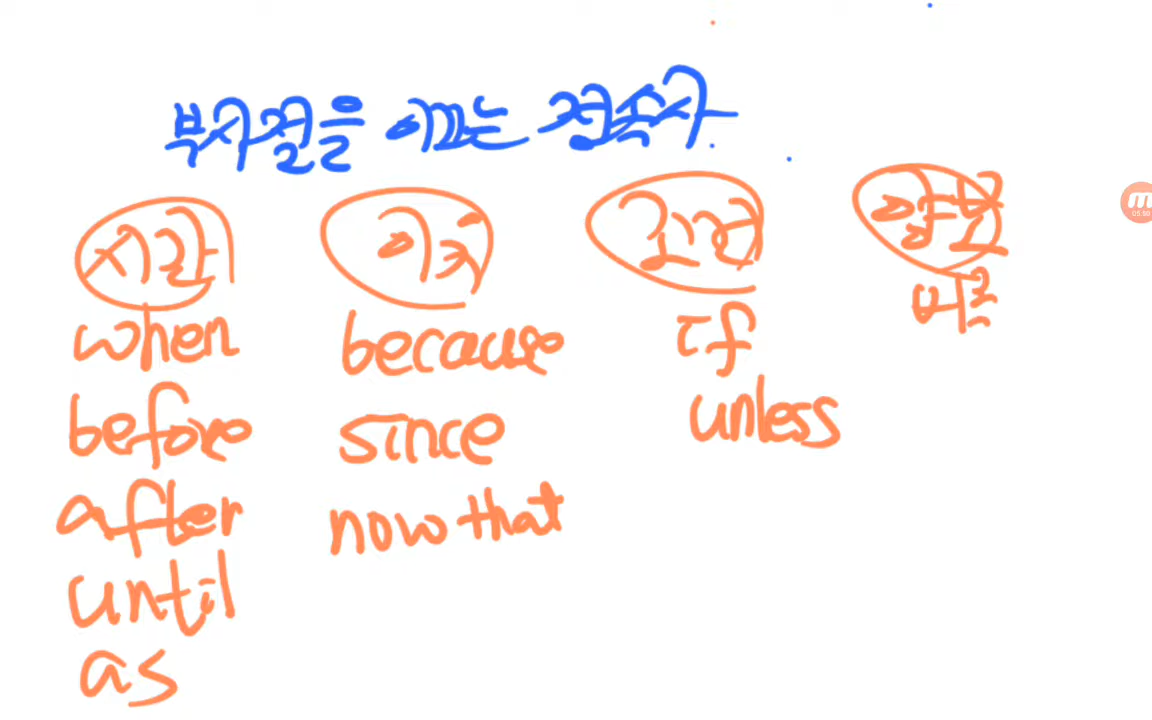 부사절을 이끄는 접속사
시간 이유 조건 양보
when because if
before since unless
after now that
until
as